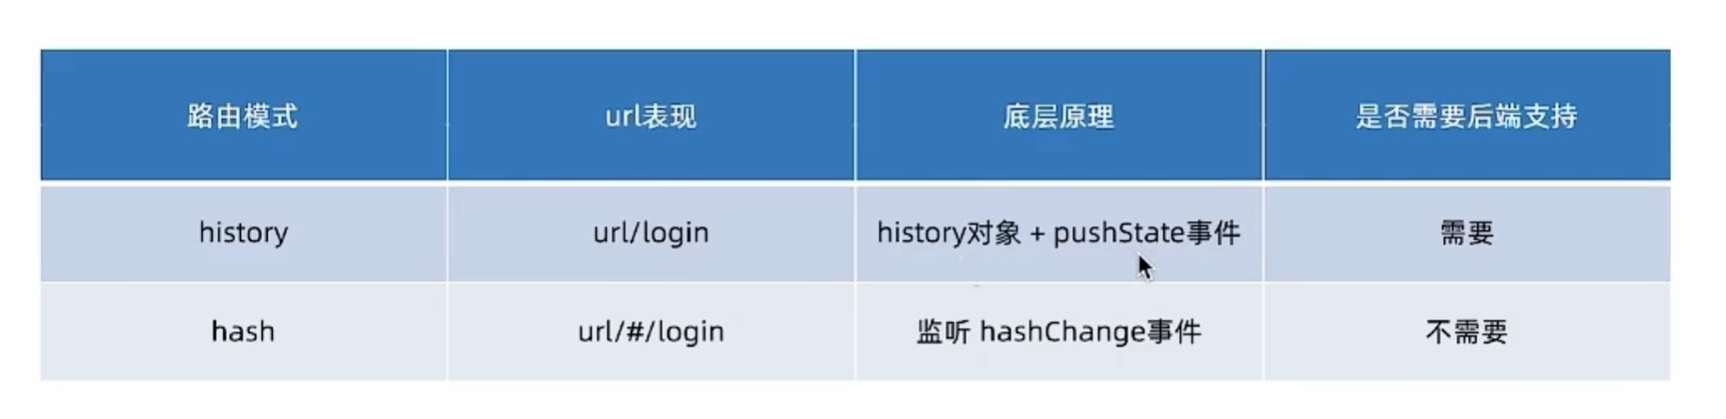 路由模式 url表现 底层原理 是否需要后端支持
history url/login history对象 + pushState事件 需要
hash url/#/login 监听 hashChange事件 不需要